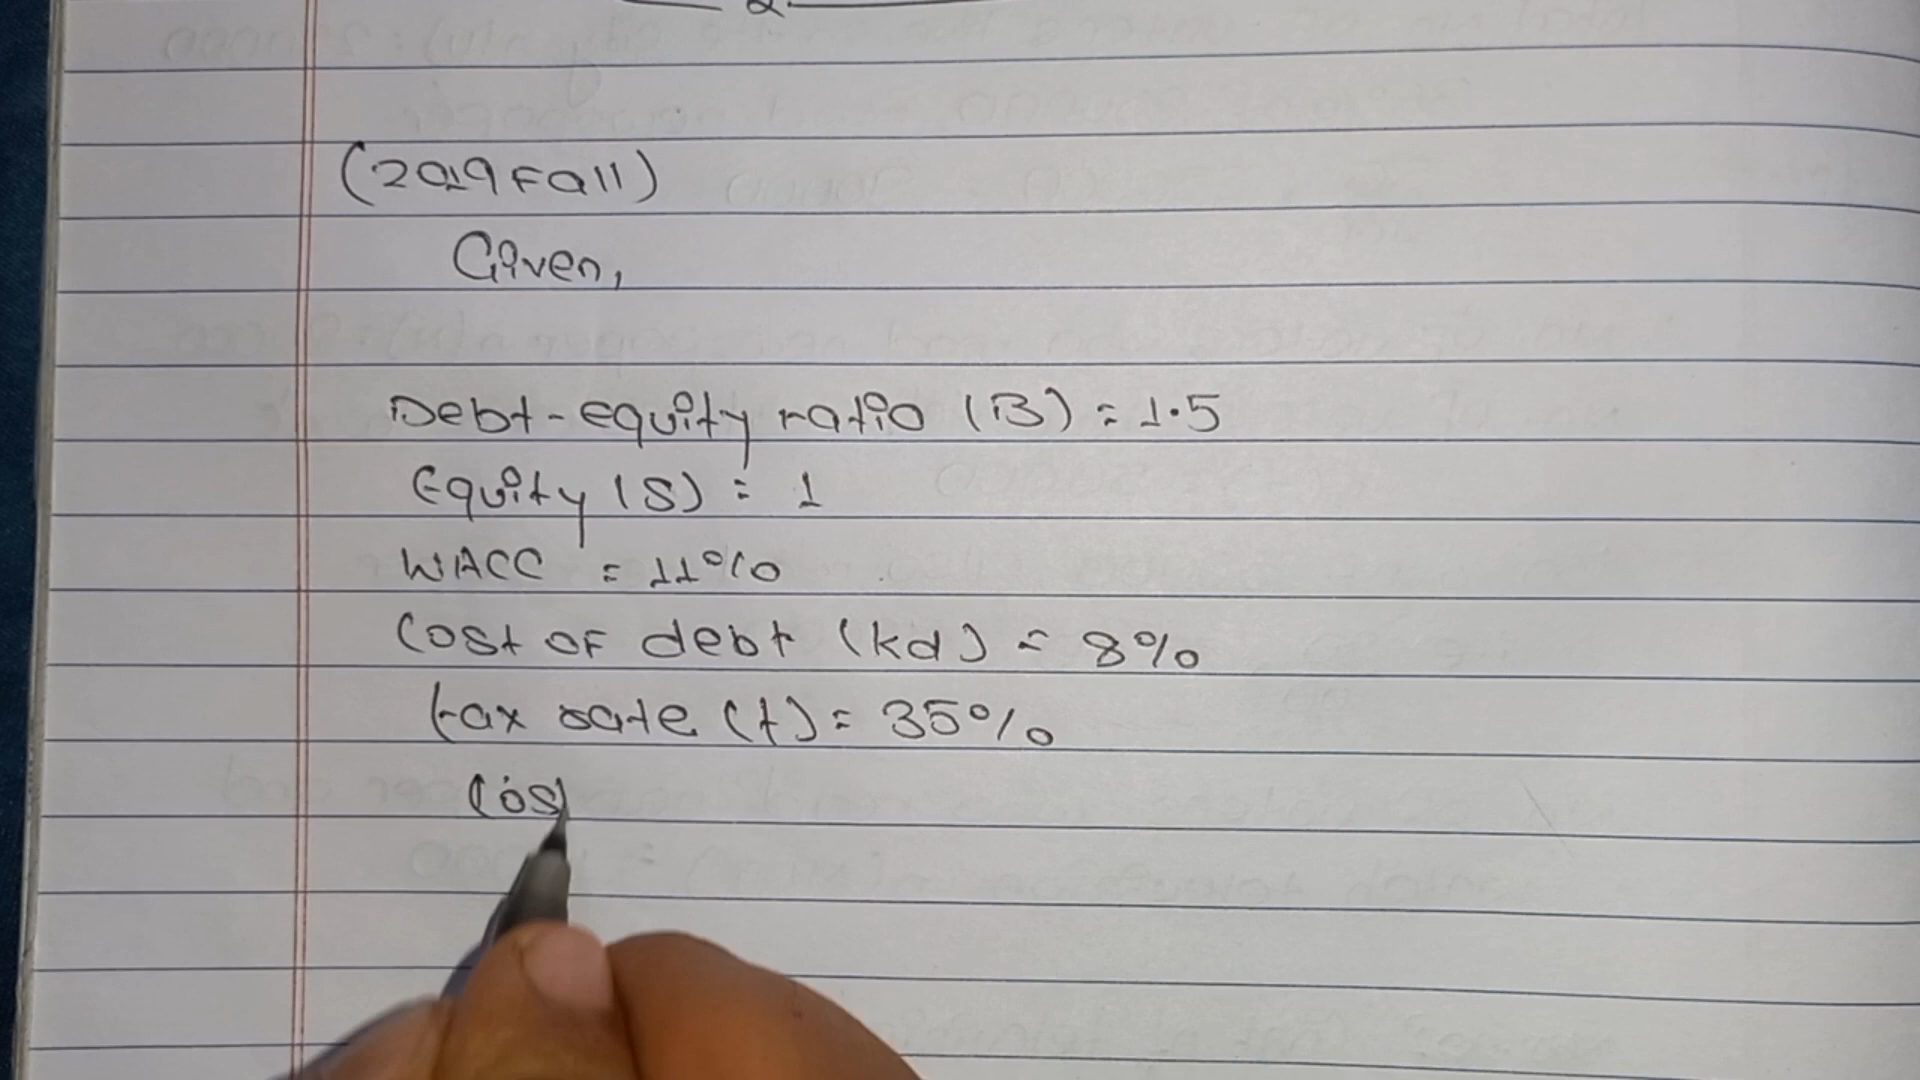 (2019 Fall)
Given,
Debt-equity ratio (B) = 1.5
Equity (S) = 1
WACC = 11%
Cost of debt (kd) = 8%
tax rate (t) = 35%
Cost